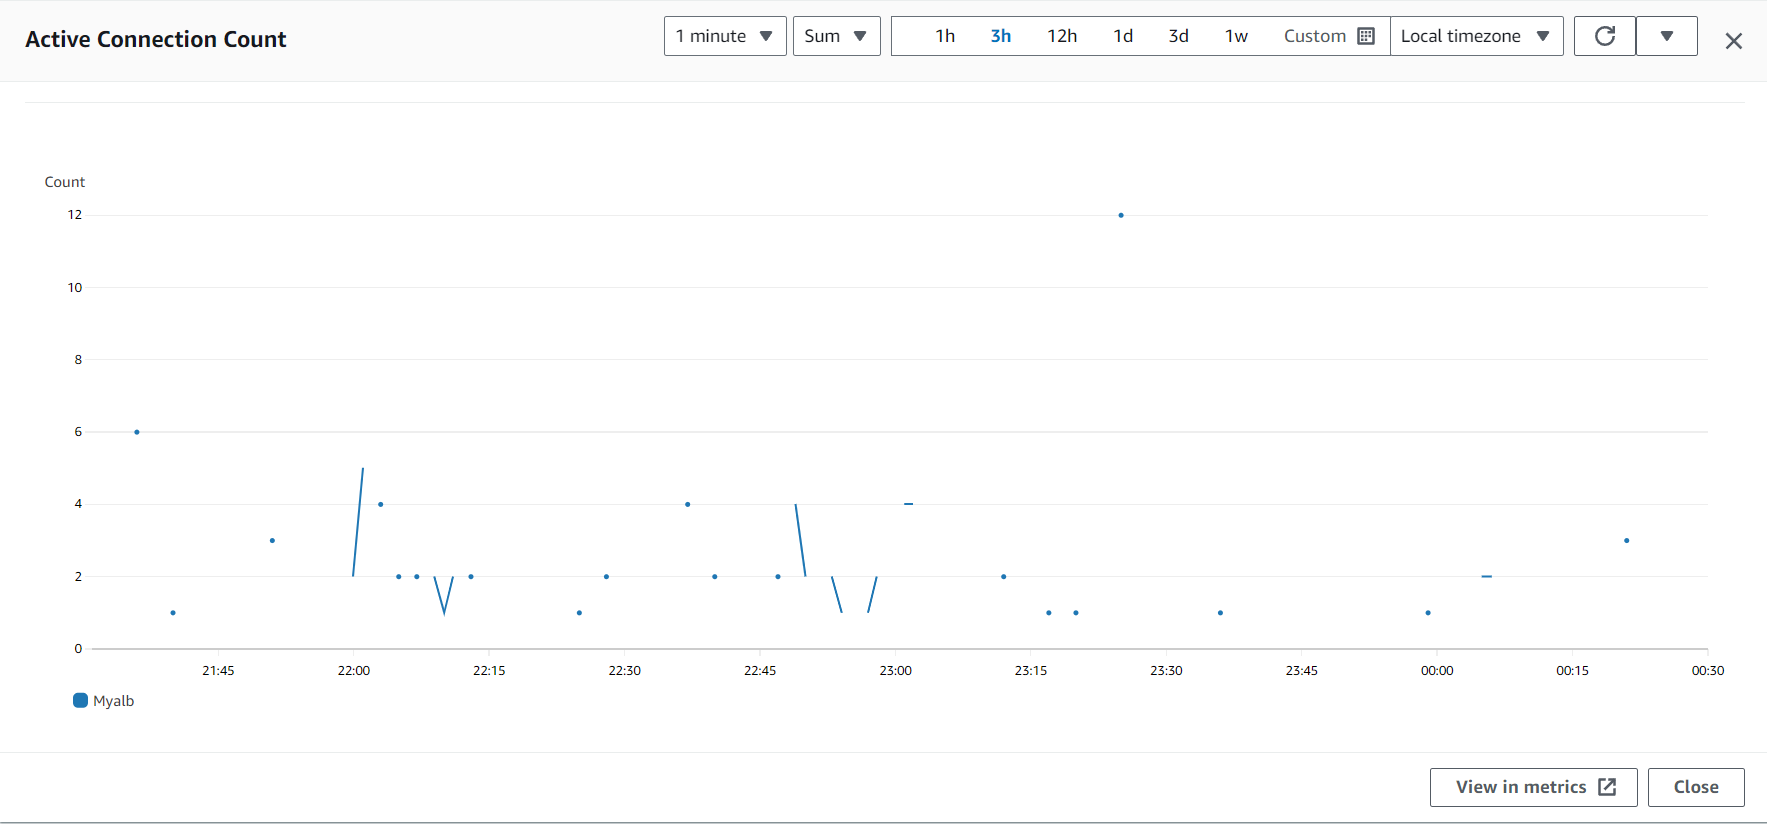 Active Connection Count
1 minute Sum 1h 3h 12h 1d 3d 1w Custom Local timezone
Count
12
10
8
6
4
2
0
21:45 22:00 22:15 22:30 22:45 23:00 23:15 23:30 23:45 00:00 00:15 00:30
Myalb
View in metrics Close